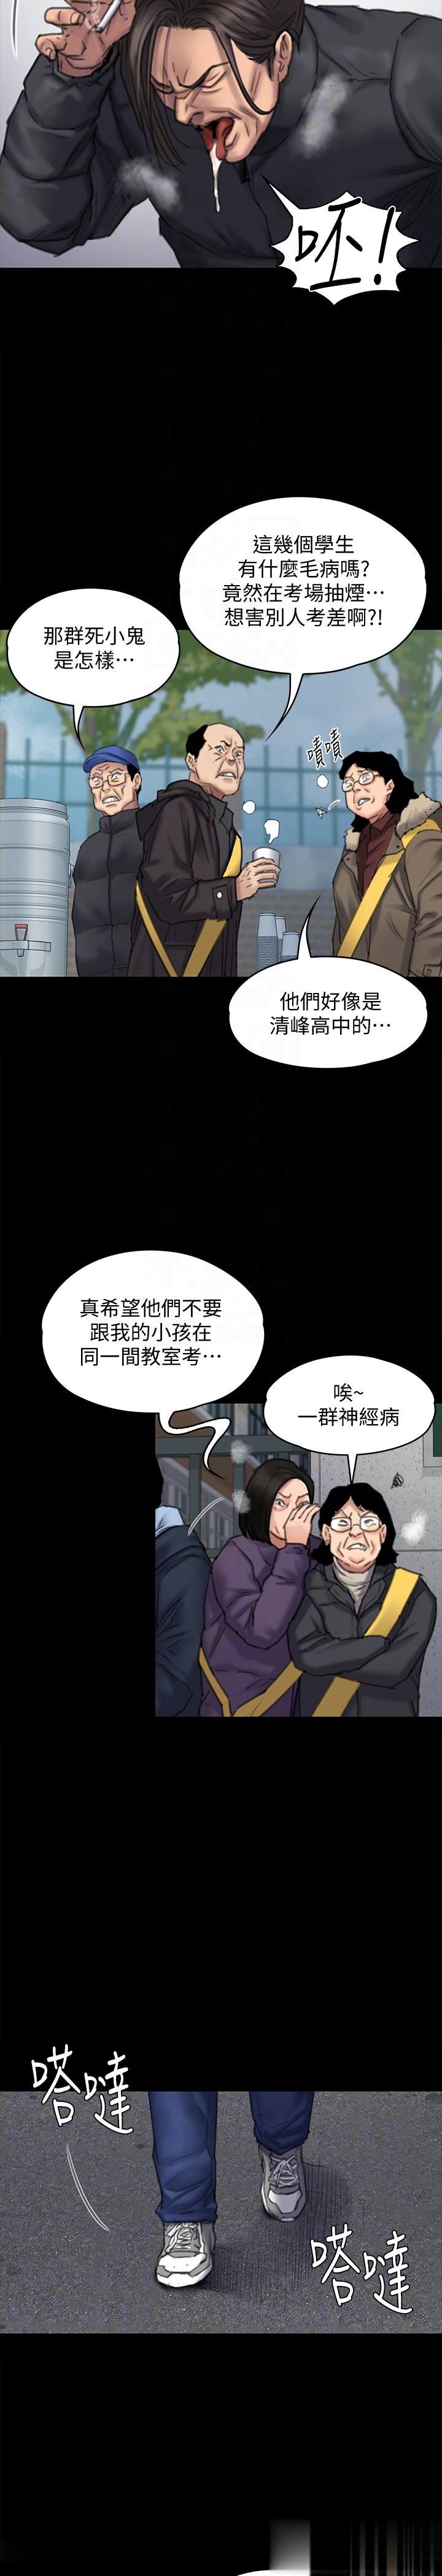 呸!
這幾個學生
有什麼毛病嗎?
竟然在考場抽煙⋯
想害別人考差啊?!
那群死小鬼
是怎樣⋯
嘖嘖
他們好像是
清峰高中的⋯
真希望他們不要
跟我的小孩在
同一間教室考⋯
唉~
一群神經病
嗒噠
嗒噠